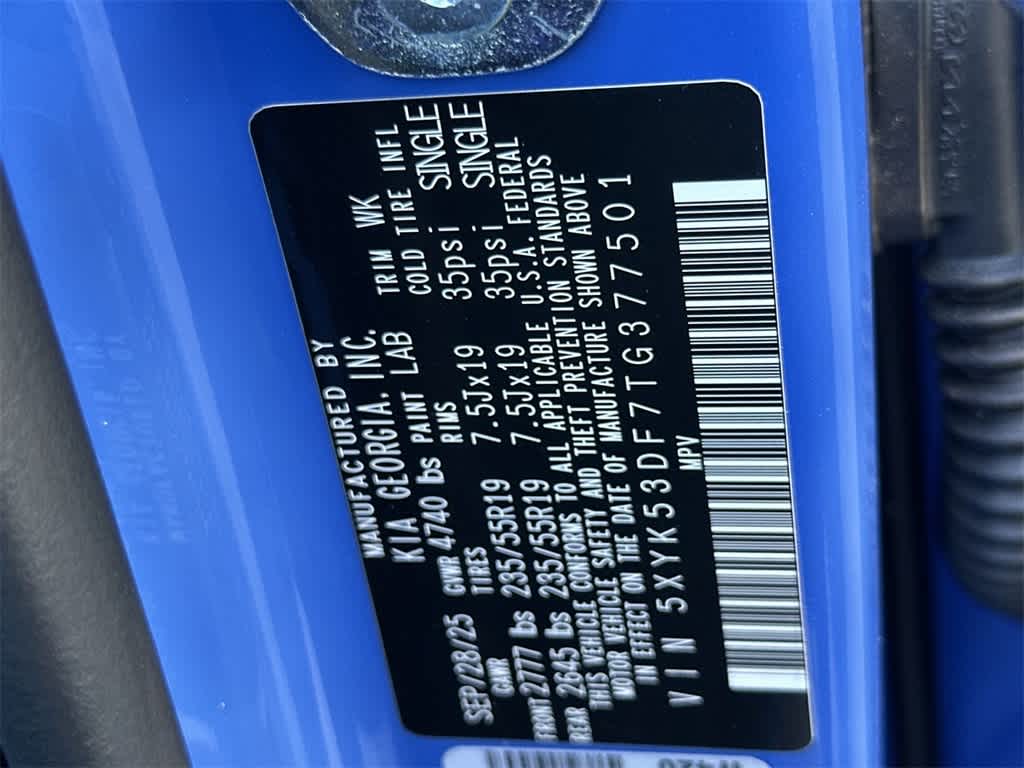 MANUFACTURED BY
KIA GEORGIA. INC.
SEP/28/25 GVWR 4740 lbs PAINT LAB TRIM WK
GAWR TIRES RIMS COLD TIRE INFL
FRONT 2777 lbs 235/55R19 7.5Jx19 35psi SINGLE
REAR 2645 lbs 235/55R19 7.5Jx19 35psi SINGLE
THIS VEHICLE CONFORMS TO ALL APPLICABLE U.S.A. FEDERAL
MOTOR VEHICLE SAFETY AND THEFT PREVENTION STANDARDS
IN EFFECT ON THE DATE OF MANUFACTURE SHOWN ABOVE
VIN 5XYK53DF7TG377501
MPV